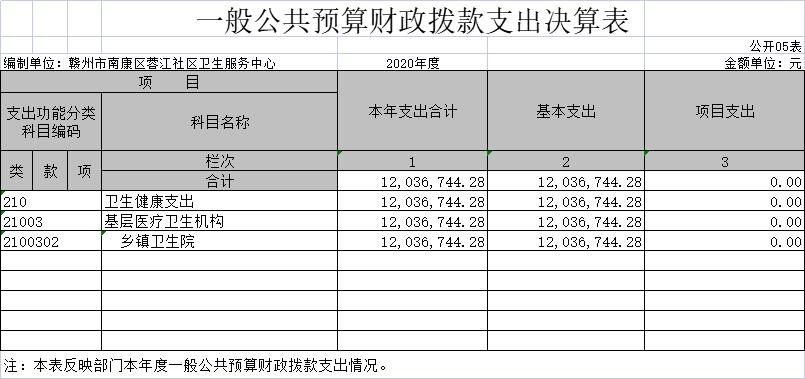 一般公共预算财政拨款支出决算表
公开05表
编制单位：赣州市南康区蓉江社区卫生服务中心 2020年度 金额单位：元
项 目 本年支出合计 基本支出 项目支出
支出功能分类科目编码 科目名称
类 款 项 栏次 1 2 3
合计 12,036,744.28 12,036,744.28 0.00
210 卫生健康支出 12,036,744.28 12,036,744.28 0.00
21003 基层医疗卫生机构 12,036,744.28 12,036,744.28 0.00
2100302 乡镇卫生院 12,036,744.28 12,036,744.28 0.00
注：本表反映部门本年度一般公共预算财政拨款支出情况。